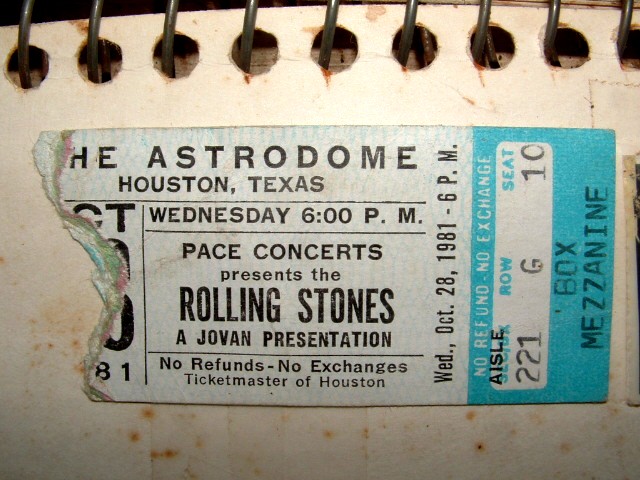 HE ASTRODOME
HOUSTON, TEXAS
CT
WEDNESDAY 6:00 P. M.
PACE CONCERTS
presents the
ROLLING STONES
A JOVAN PRESENTATION
81
No Refunds - No Exchanges
Ticketmaster of Houston
Wed., Oct. 28, 1981 - 6 P. M.
NO REFUND - NO EXCHANGE
AISLE ROW SEAT
221 G 10
BOX
MEZZANINE